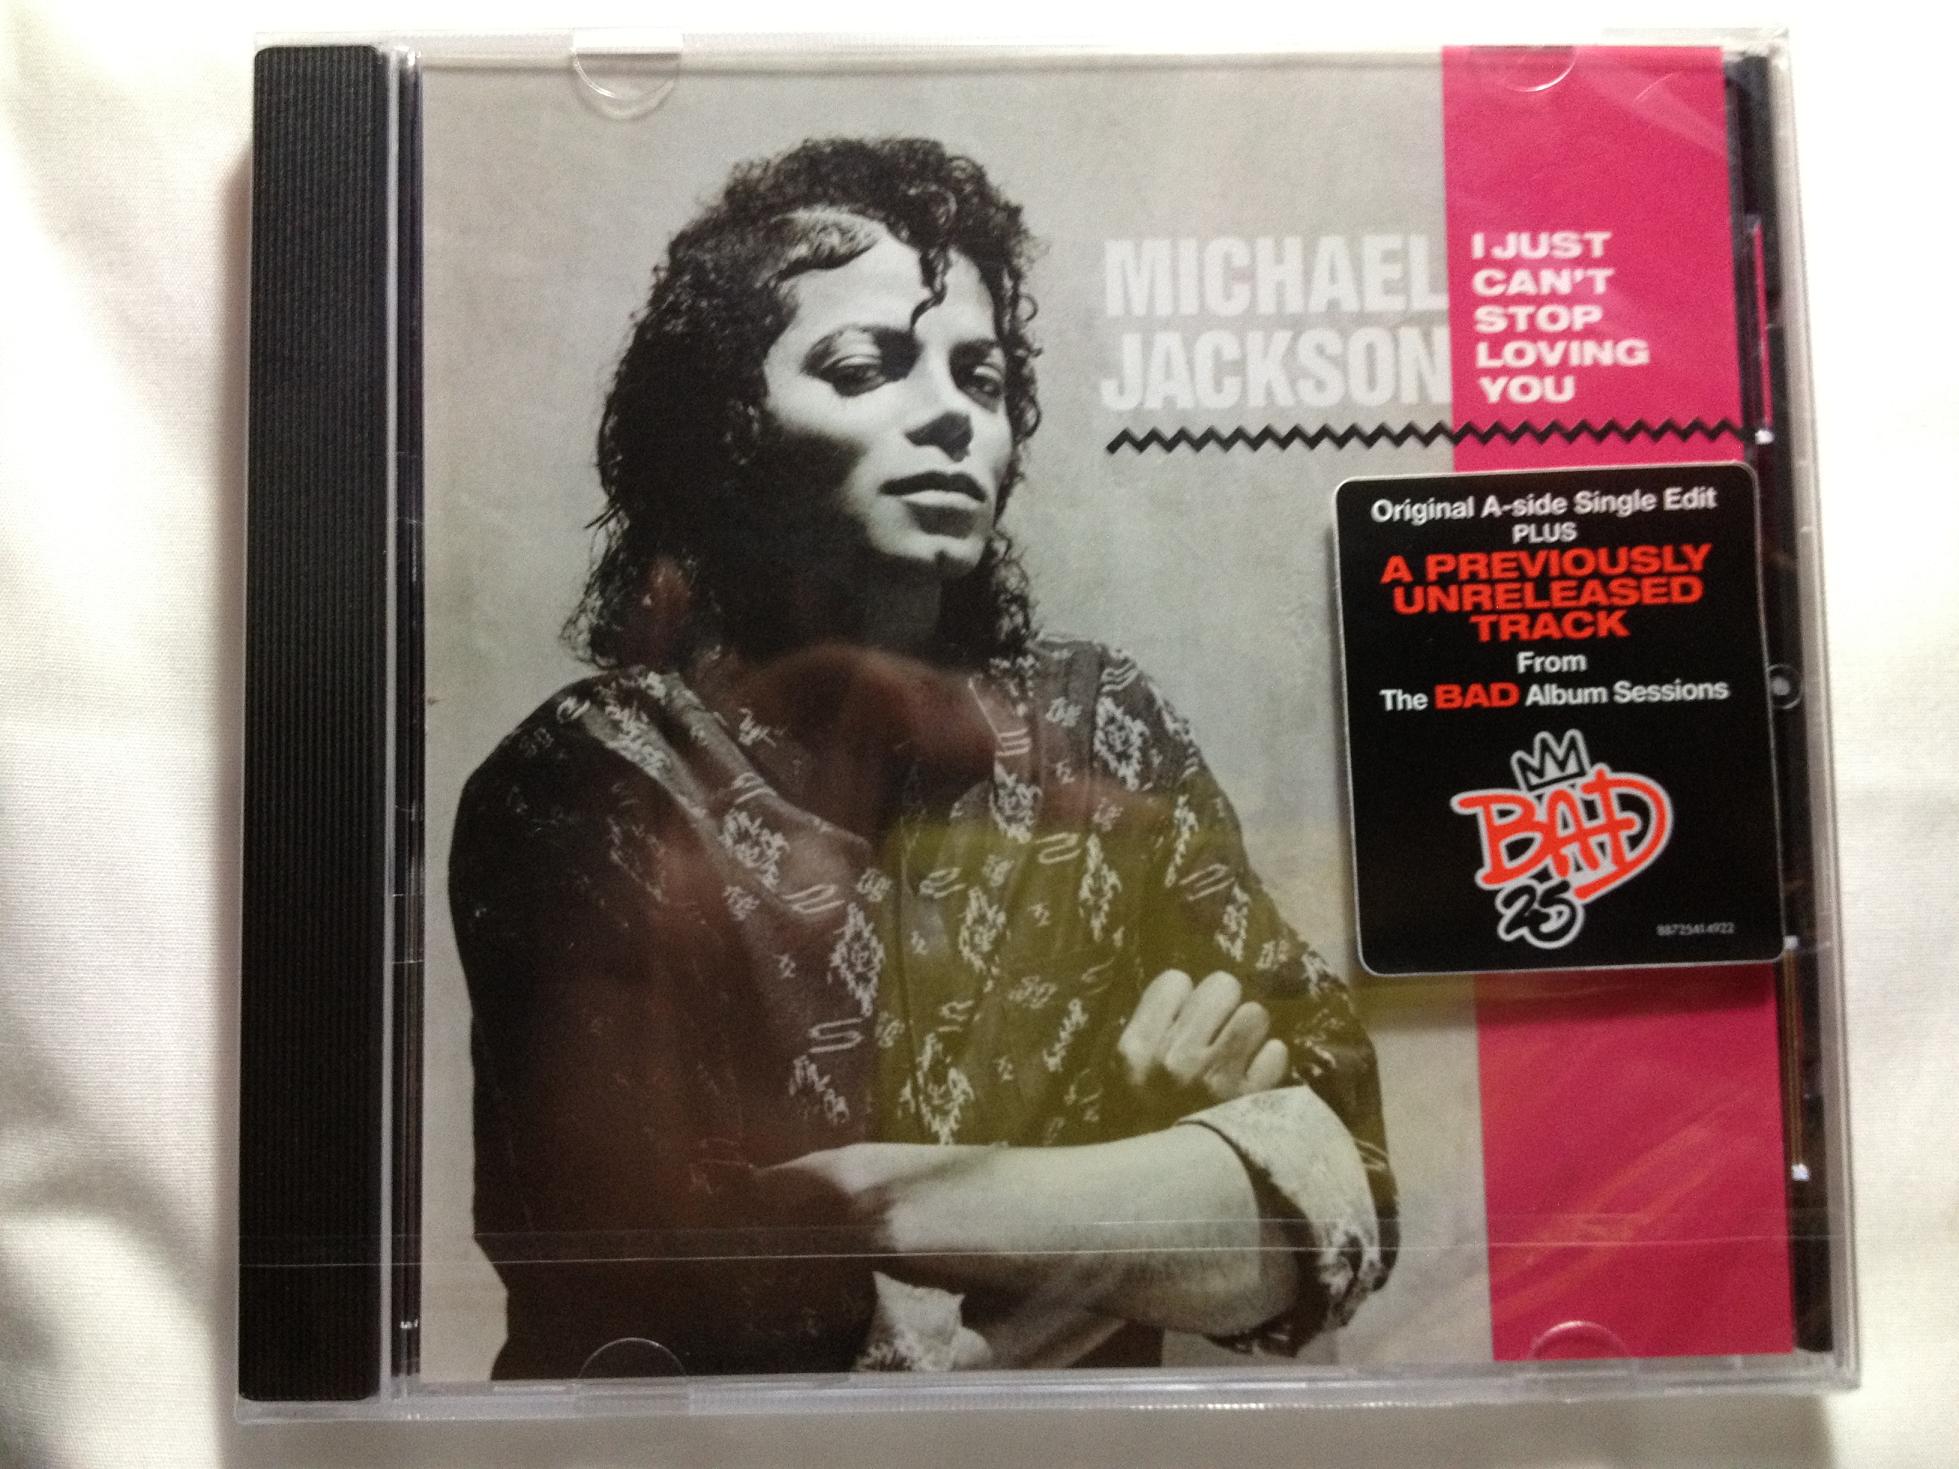 MICHAEL
JACKSON
I JUST
CAN'T
STOP
LOVING
YOU
Original A-side Single Edit
PLUS
A PREVIOUSLY
UNRELEASED
TRACK
From
The BAD Album Sessions
BAD
25
88725414922